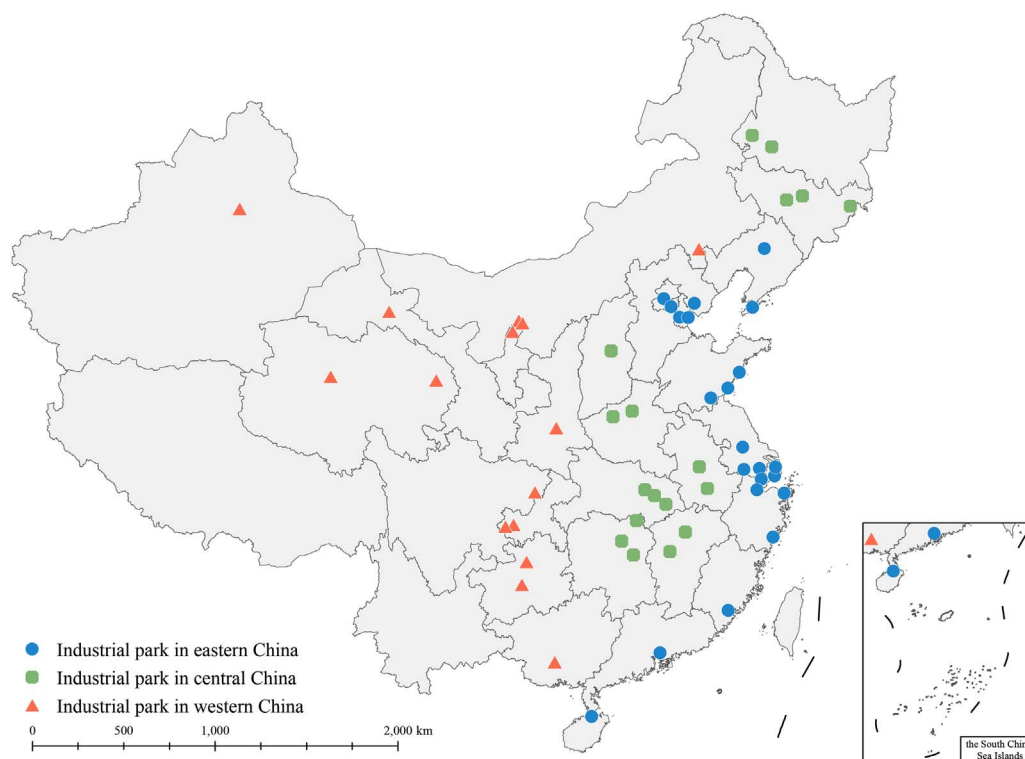 Industrial park in eastern China
Industrial park in central China
Industrial park in western China
0 500 1,000 2,000 km
the South Chin
Sea Islands